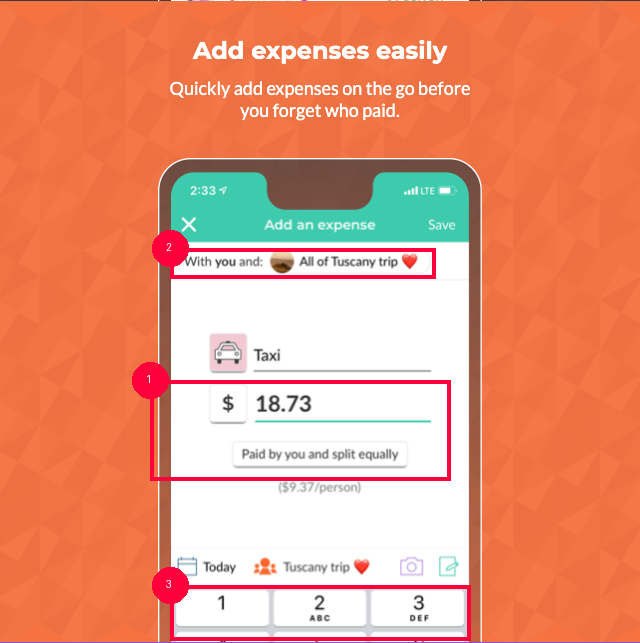 Add expenses easily
Quickly add expenses on the go before
you forget who paid.
2:33 LTE
Add an expense Save
2
With you and: All of Tuscany trip ❤️
Taxi
1
$ 18.73
Paid by you and split equally
($9.37/person)
Today Tuscany trip ❤️
3
1 2 3
ABC DEF